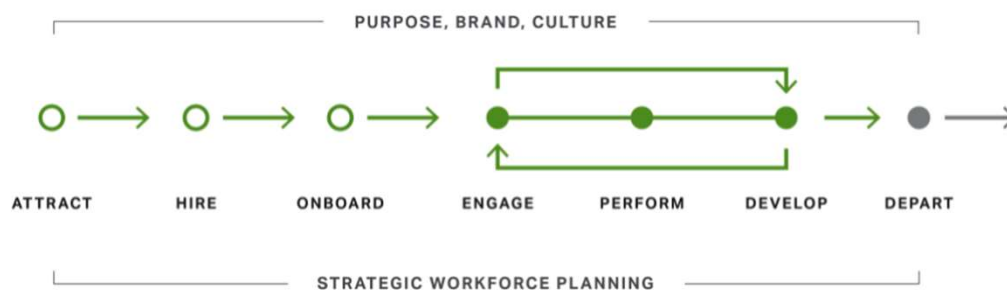 PURPOSE, BRAND, CULTURE
ATTRACT HIRE ONBOARD ENGAGE PERFORM DEVELOP DEPART
STRATEGIC WORKFORCE PLANNING